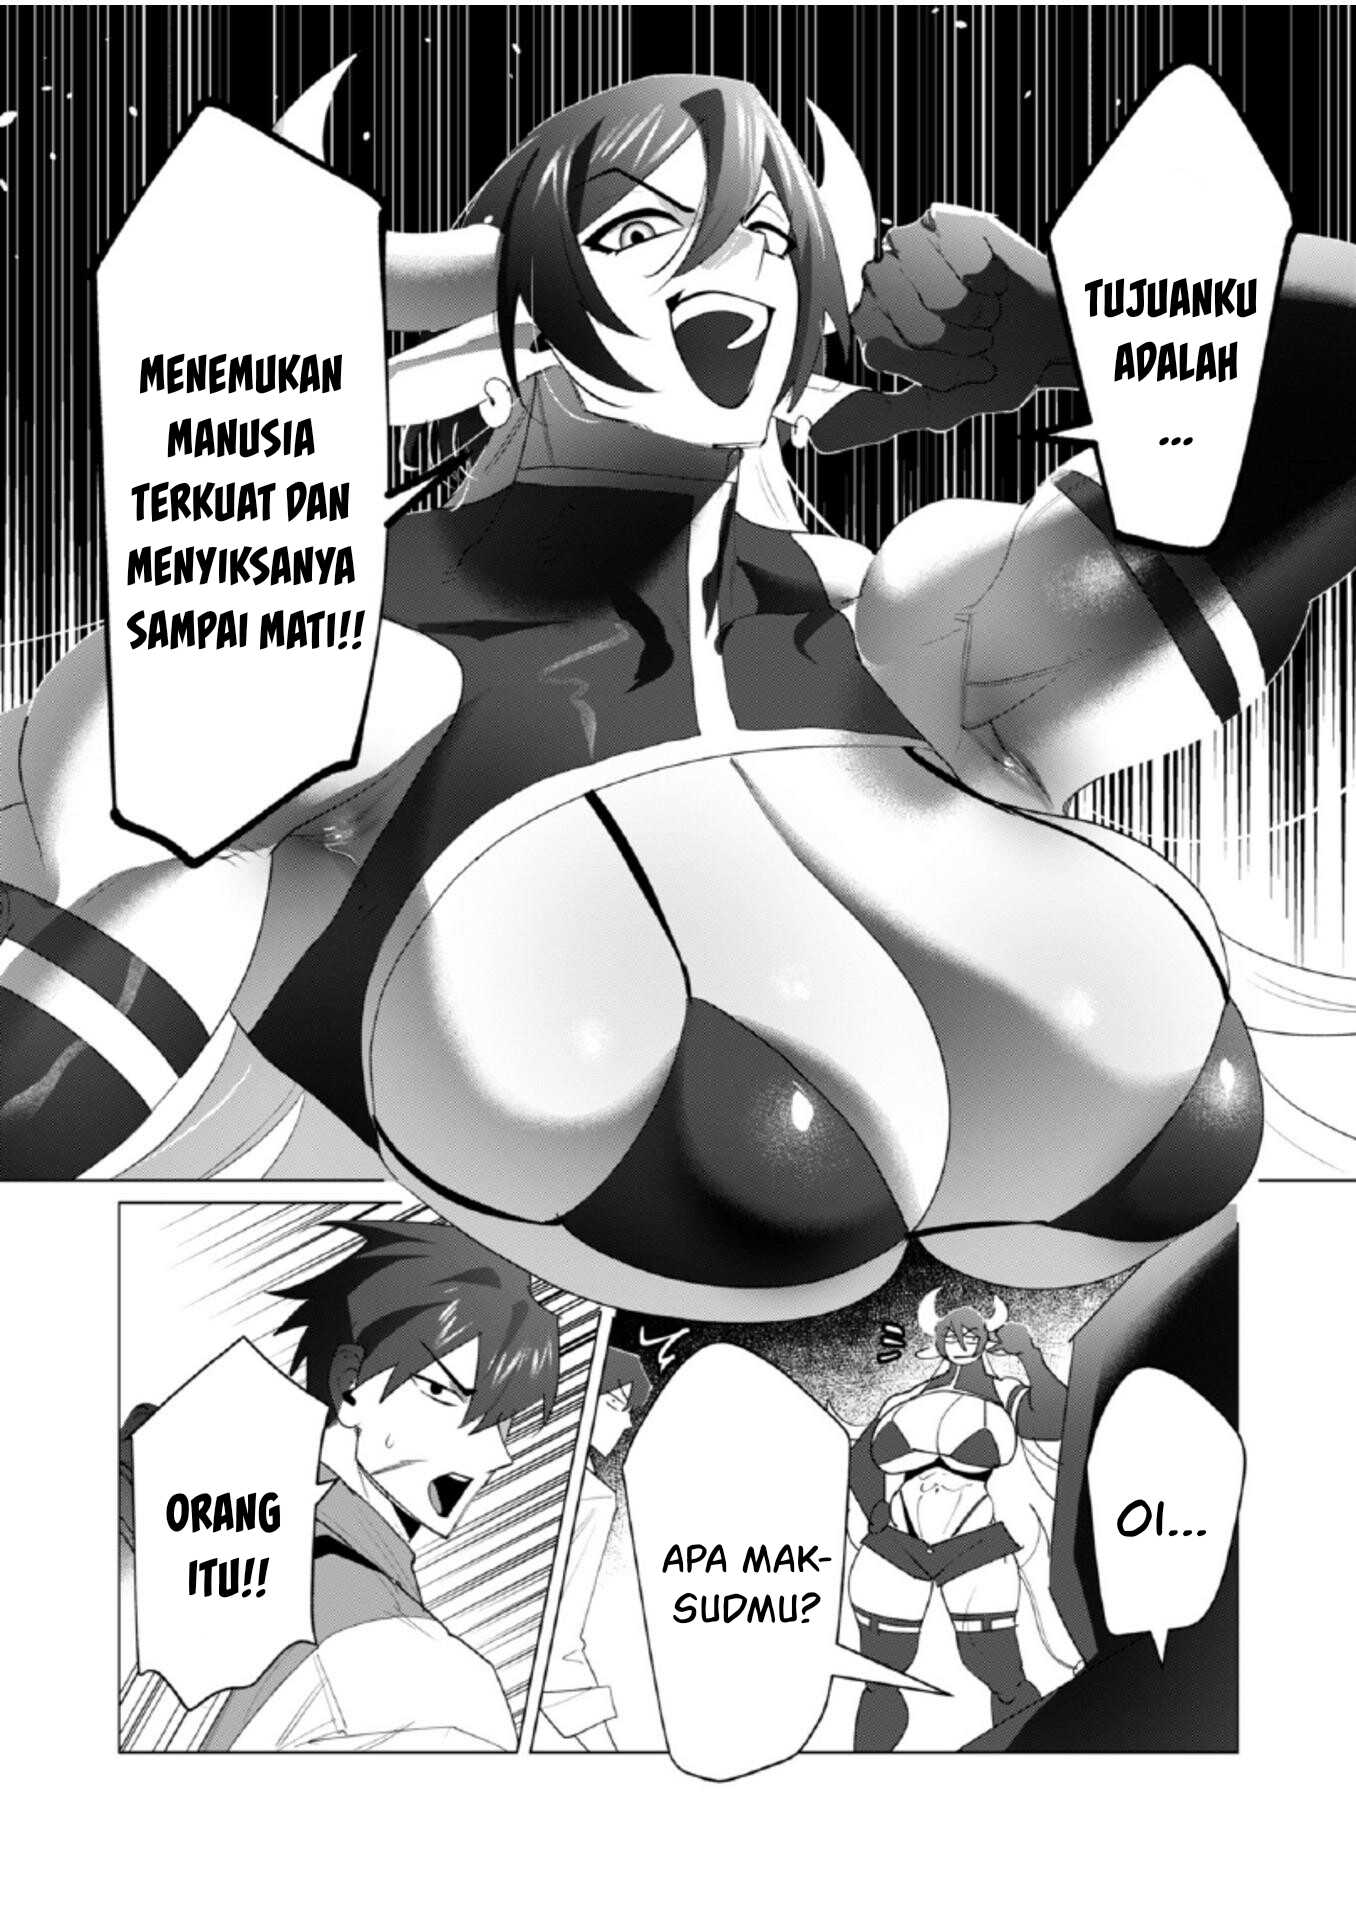 TUJUANKU
ADALAH
...
MENEMUKAN
MANUSIA
TERKUAT DAN
MENYIKSANYA
SAMPAI MATI!!
OI...
APA MAK-
SUDMU?
ORANG
ITU!!